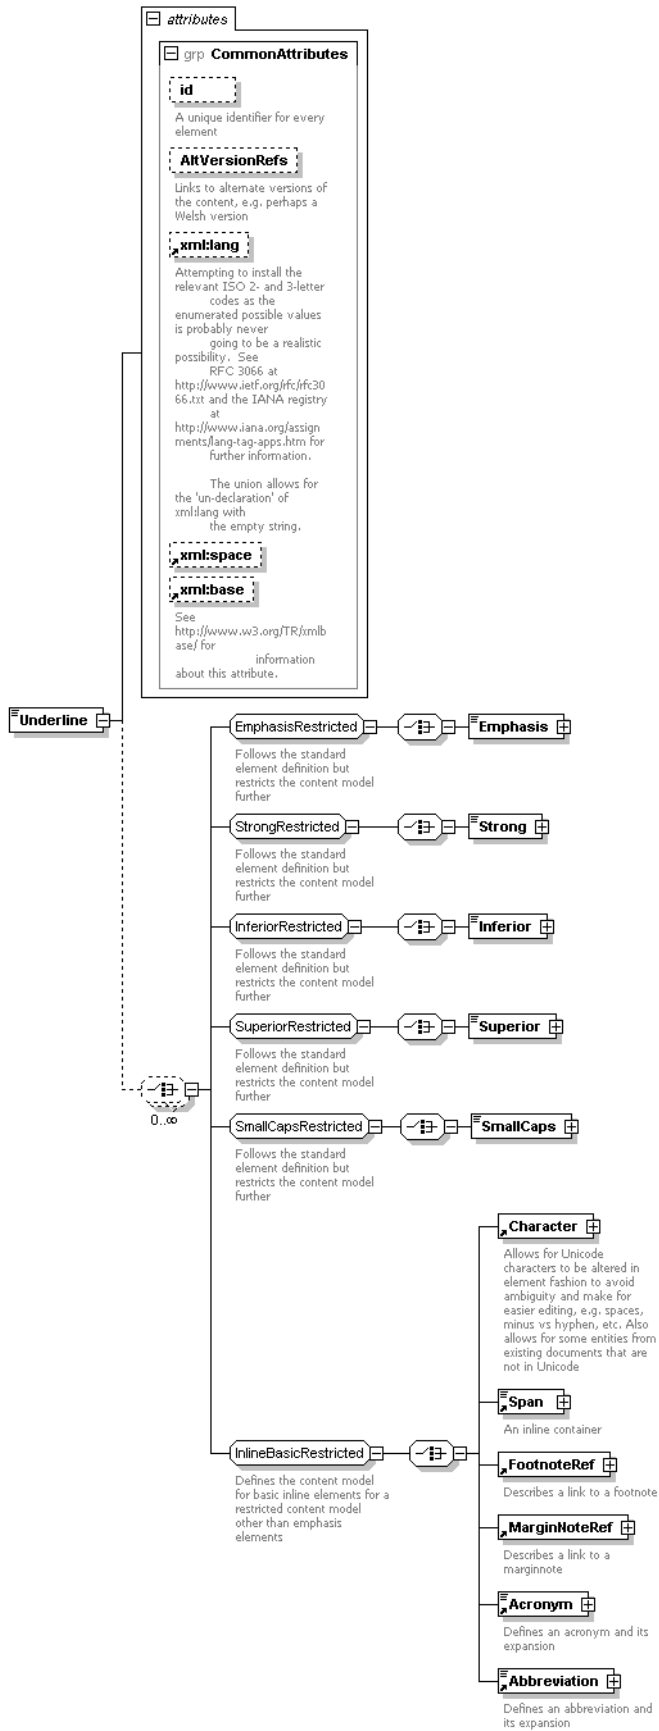 attributes
grp CommonAttributes
id
A unique identifier for every
element
AltVersionRefs
Links to alternate versions of
the content, e.g. perhaps a
Welsh version
xml:lang
Attempting to install the
relevant ISO 2- and 3-letter
codes as the
enumerated possible values
is probably never
going to be a realistic
possibility. See
RFC 3066 at
http://www.ietf.org/rfc/rfc30
66.txt and the IANA registry
at
http://www.iana.org/assign
ments/lang-tag-apps.htm for
further information.
The union allows for
the 'un-declaration' of
xml:lang with
the empty string.
xml:space
xml:base
See
http://www.w3.org/TR/xmlb
ase/ for
information
about this attribute.
Underline
EmphasisRestricted
Emphasis
Follows the standard
element definition but
restricts the content model
further
StrongRestricted
Strong
Follows the standard
element definition but
restricts the content model
further
InferiorRestricted
Inferior
Follows the standard
element definition but
restricts the content model
further
SuperiorRestricted
Superior
Follows the standard
element definition but
restricts the content model
further
0..∞
SmallCapsRestricted
SmallCaps
Follows the standard
element definition but
restricts the content model
further
Character
Allows for Unicode
characters to be altered in
element fashion to avoid
ambiguity and make for
easier editing, e.g. spaces,
minus vs hyphen, etc. Also
allows for some entities from
existing documents that are
not in Unicode
Span
An inline container
InlineBasicRestricted
Defines the content model
for basic inline elements for a
restricted content model
other than emphasis
elements
FootnoteRef
Describes a link to a footnote
MarginNoteRef
Describes a link to a
marginnote
Acronym
Defines an acronym and its
expansion
Abbreviation
Defines an abbreviation and
its expansion